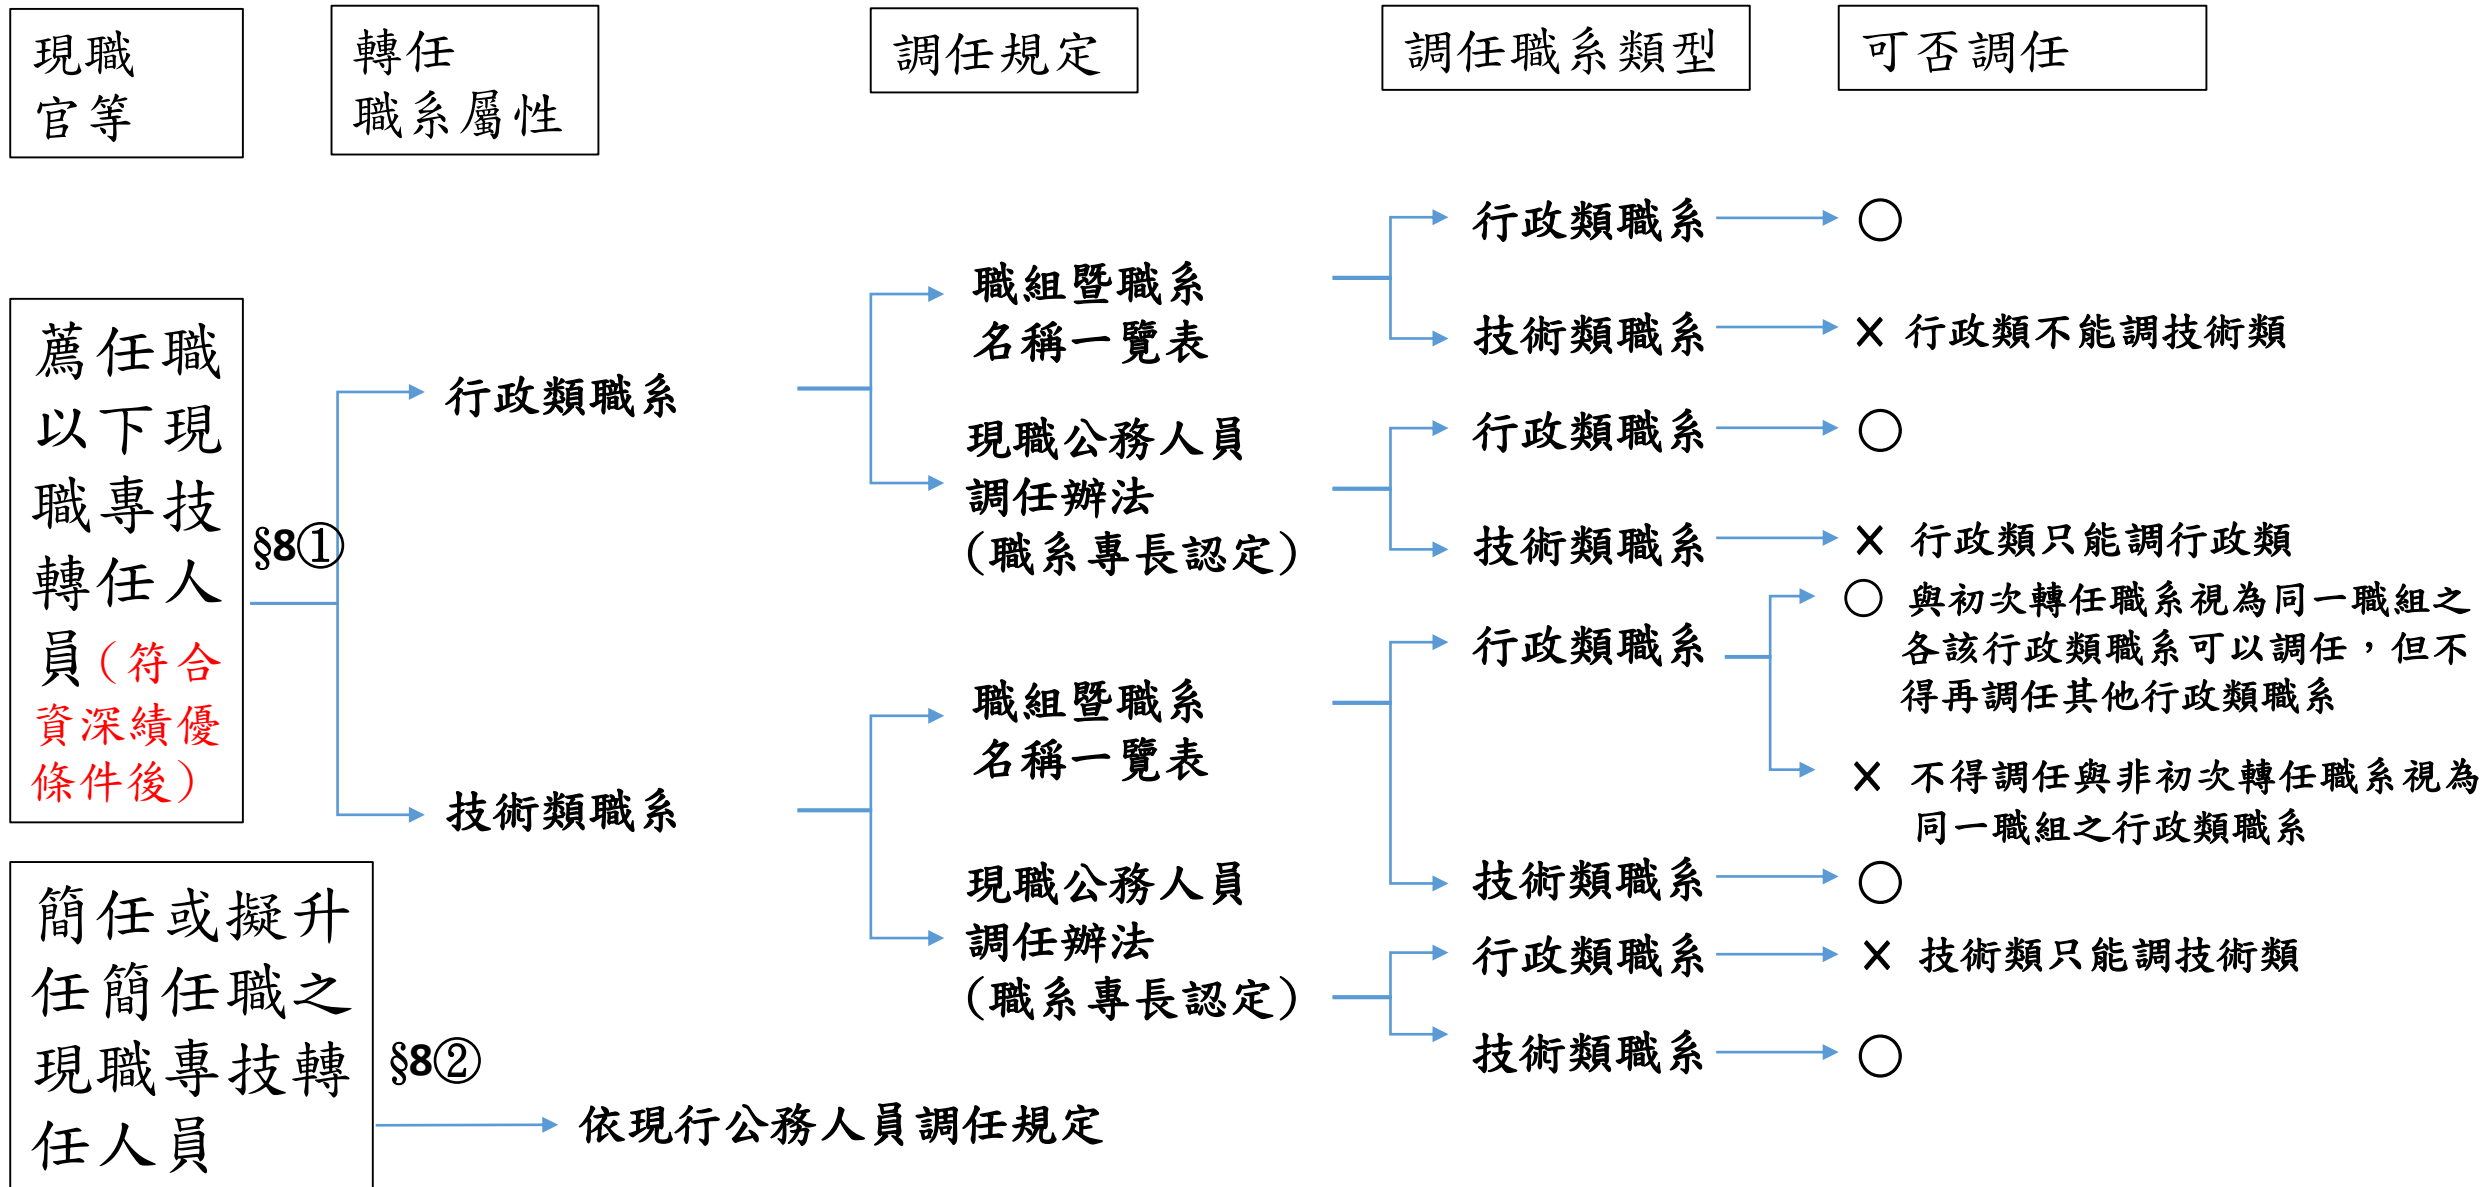 現職
官等
轉任
職系屬性
調任規定
調任職系類型
可否調任
薦任職
以下現
職專技
轉任人
員（符合
資深績優
條件後）
§8①
行政類職系
職組暨職系
名稱一覽表
行政類職系
○
技術類職系
× 行政類不能調技術類
現職公務人員
調任辦法
（職系專長認定）
行政類職系
○
技術類職系
× 行政類只能調行政類
技術類職系
職組暨職系
名稱一覽表
行政類職系
○ 與初次轉任職系視為同一職組之
各該行政類職系可以調任，但不
得再調任其他行政類職系
× 不得調任與非初次轉任職系視為
同一職組之行政類職系
技術類職系
○
現職公務人員
調任辦法
（職系專長認定）
行政類職系
× 技術類只能調技術類
技術類職系
○
簡任或擬升
任簡任職之
現職專技轉
任人員
§8②
依現行公務人員調任規定